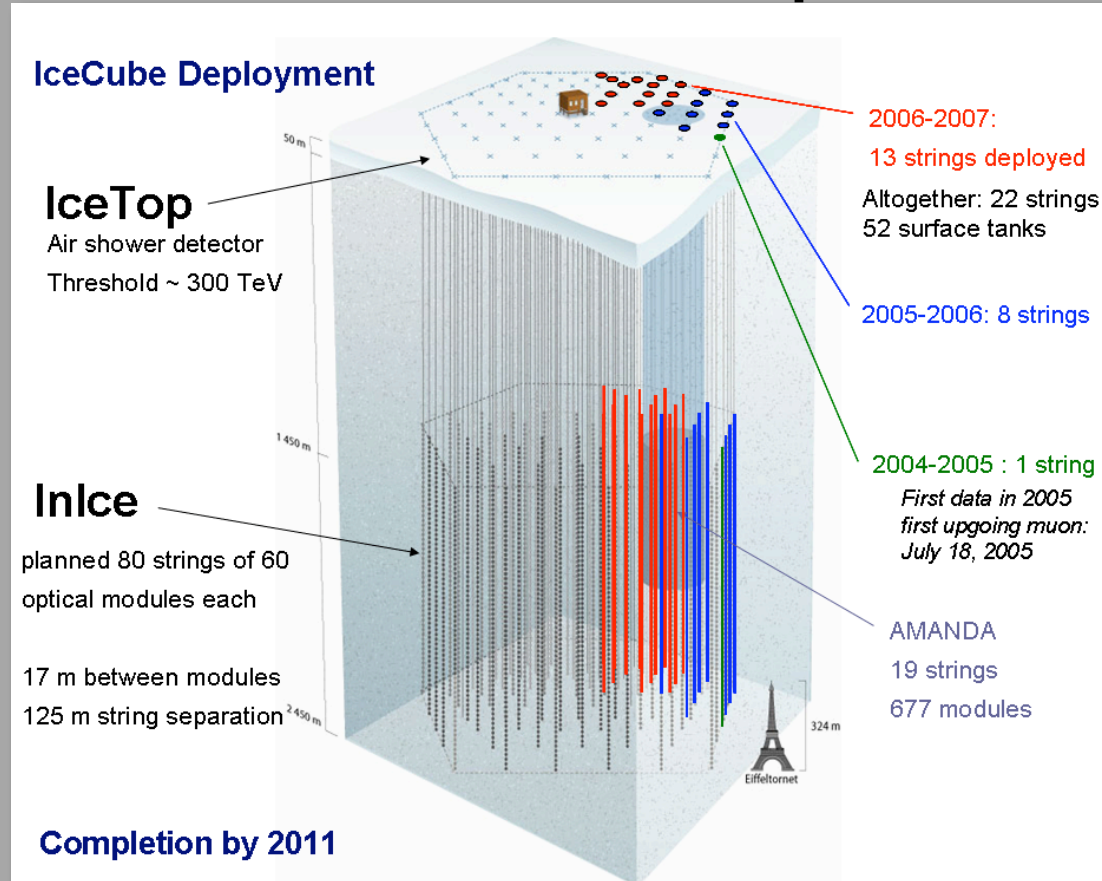 IceCube Deployment
50 m
IceTop
Air shower detector
Threshold ~ 300 TeV
2006-2007:
13 strings deployed
Altogether: 22 strings
52 surface tanks
2005-2006: 8 strings
1 450 m
2004-2005 : 1 string
First data in 2005
first upgoing muon:
July 18, 2005
InIce
planned 80 strings of 60
optical modules each
17 m between modules
125 m string separation
2 450 m
AMANDA
19 strings
677 modules
324 m
Eiffeltornet
Completion by 2011